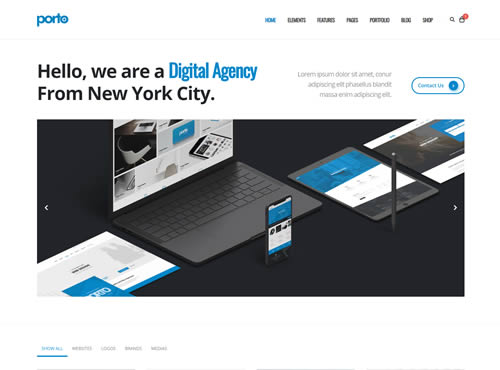 porto
HOME ELEMENTS FEATURES PAGES PORTFOLIO BLOG SHOP
Hello, we are a Digital Agency
From New York City.
Lorem ipsum dolor sit amet, conur
adipiscing elit phasellus blandit
massa enim adipiscing elit.
Contact Us
PORTO
SHOW ALL WEBSITES LOGOS BRANDS MEDIAS